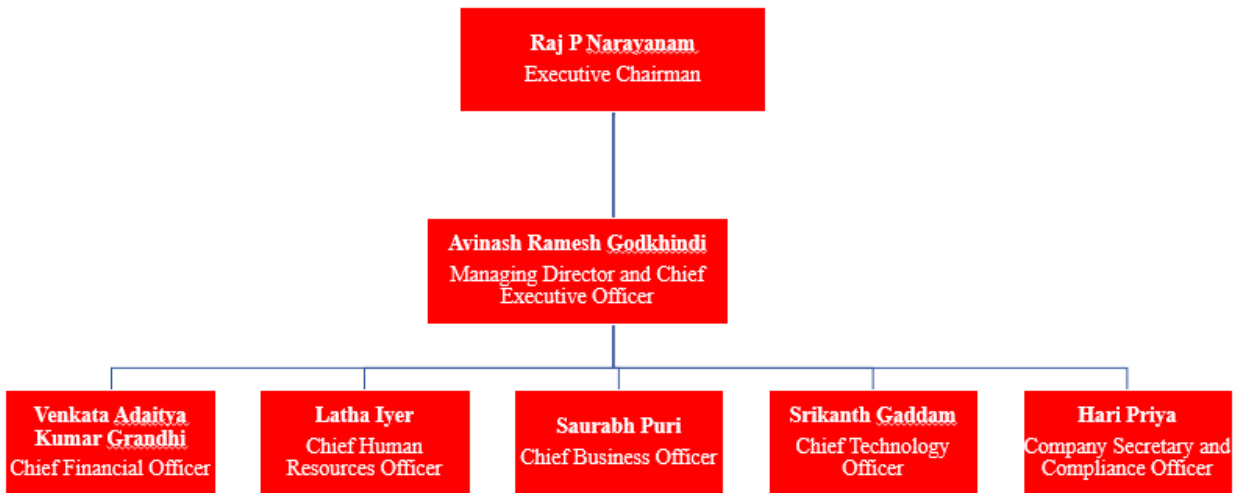 Raj P Narayanam
Executive Chairman
Avinash Ramesh Godkhindi
Managing Director and Chief
Executive Officer
Venkata Adaitya
Kumar Grandhi
Chief Financial Officer
Latha Iyer
Chief Human
Resources Officer
Saurabh Puri
Chief Business Officer
Srikanth Gaddam
Chief Technology
Officer
Hari Priya
Company Secretary and
Compliance Officer